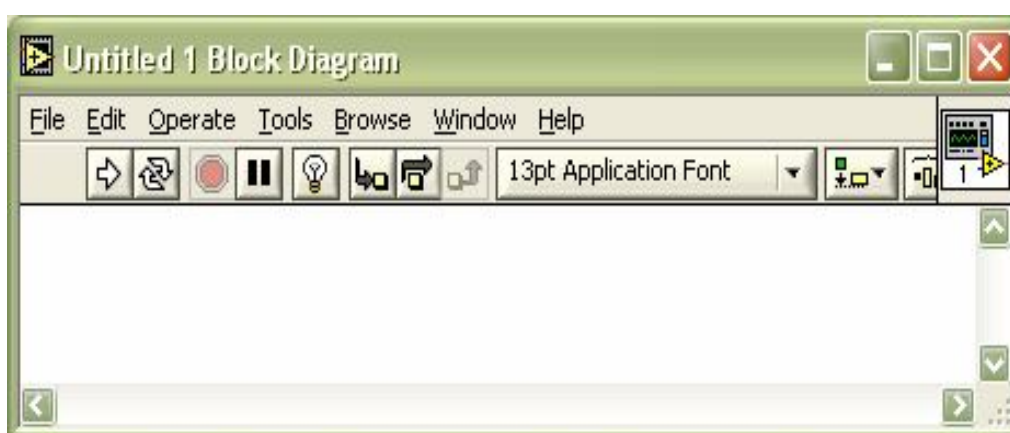 Untitled 1 Block Diagram
File Edit Operate Tools Browse Window Help
13pt Application Font
1